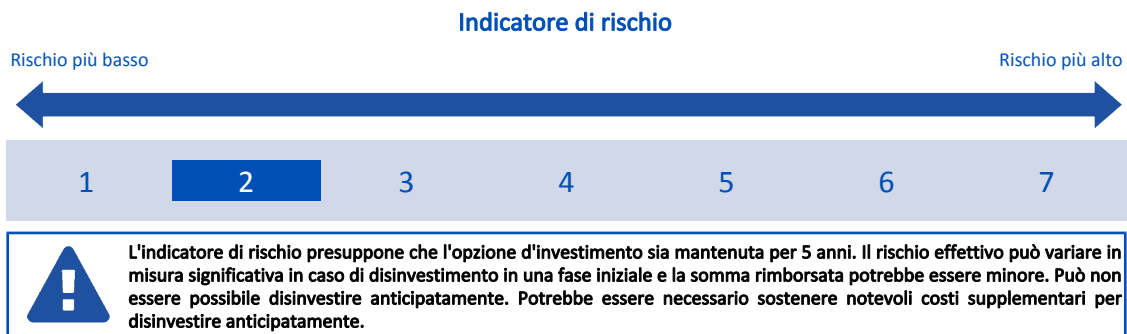 Indicatore di rischio
Rischio più basso Rischio più alto
1 2 3 4 5 6 7
L'indicatore di rischio presuppone che l'opzione d'investimento sia mantenuta per 5 anni. Il rischio effettivo può variare in
misura significativa in caso di disinvestimento in una fase iniziale e la somma rimborsata potrebbe essere minore. Può non
essere possibile disinvestire anticipatamente. Potrebbe essere necessario sostenere notevoli costi supplementari per
disinvestire anticipatamente.